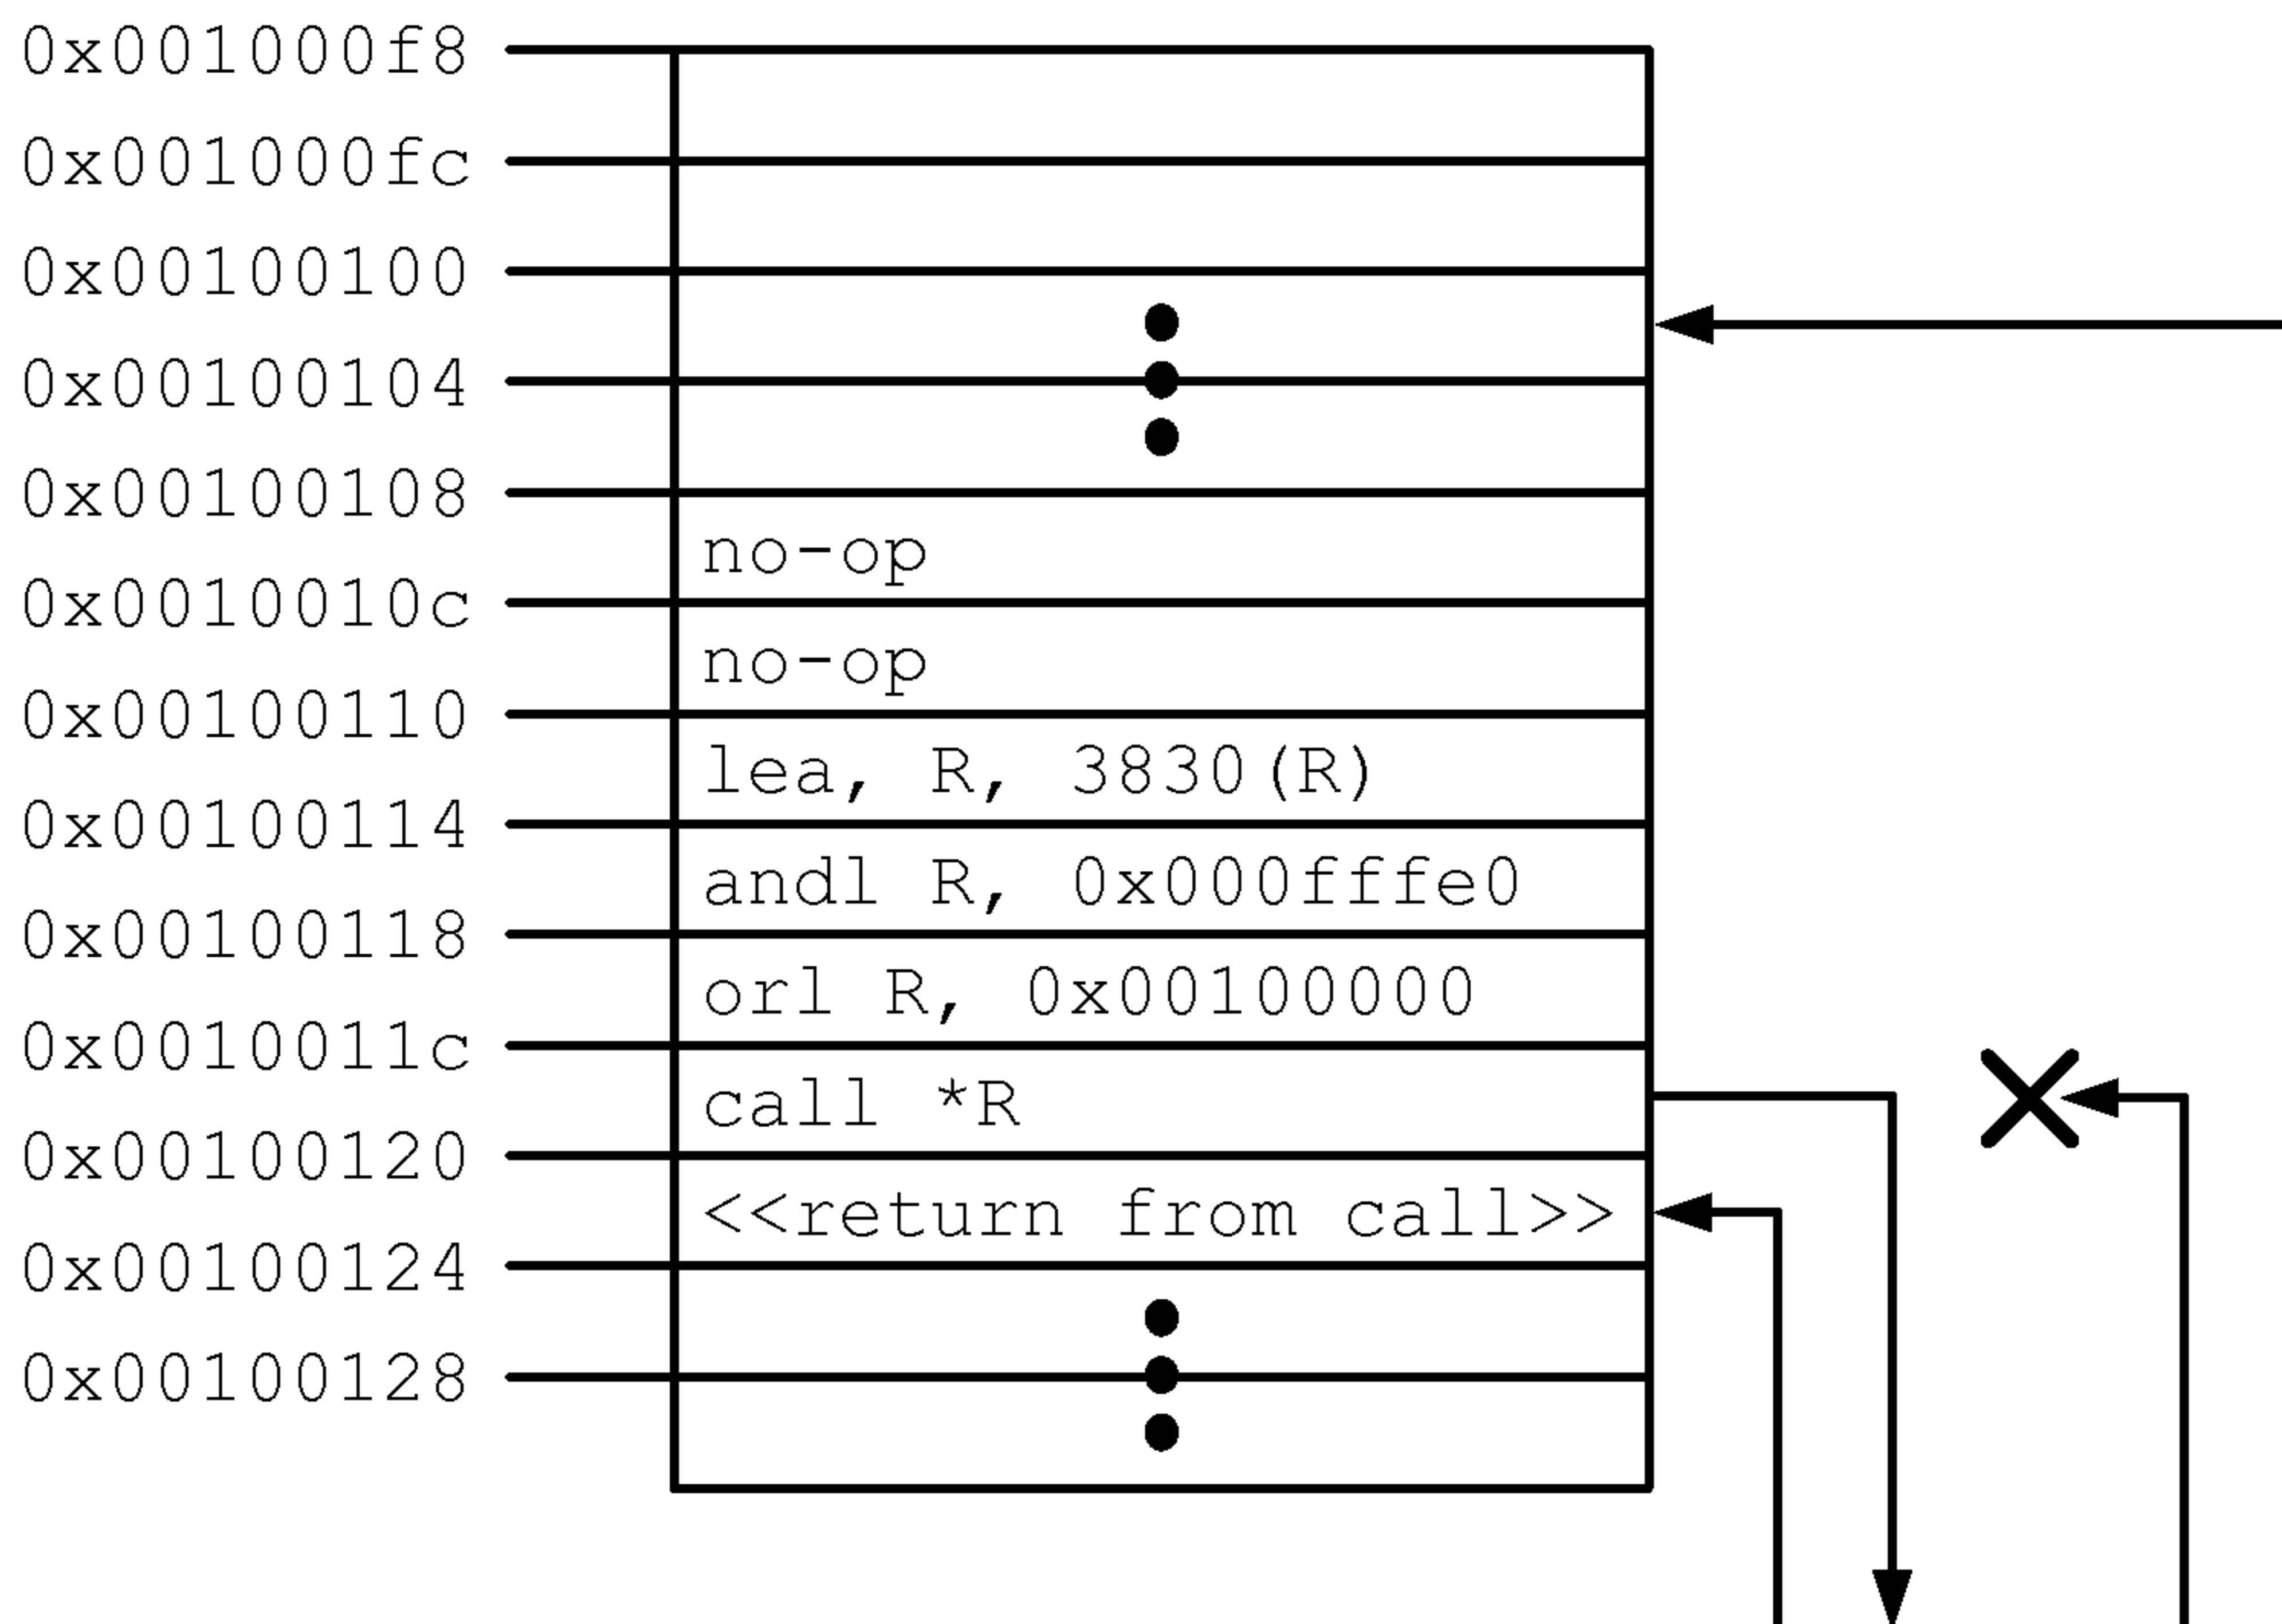 0x001000f8
0x001000fc
0x00100100
0x00100104
0x00100108
no-op
0x0010010c
no-op
0x00100110
lea, R, 3830(R)
0x00100114
andl R, 0x000fffe0
0x00100118
orl R, 0x00100000
0x0010011c
call *R
0x00100120
<<return from call>>
0x00100124
0x00100128